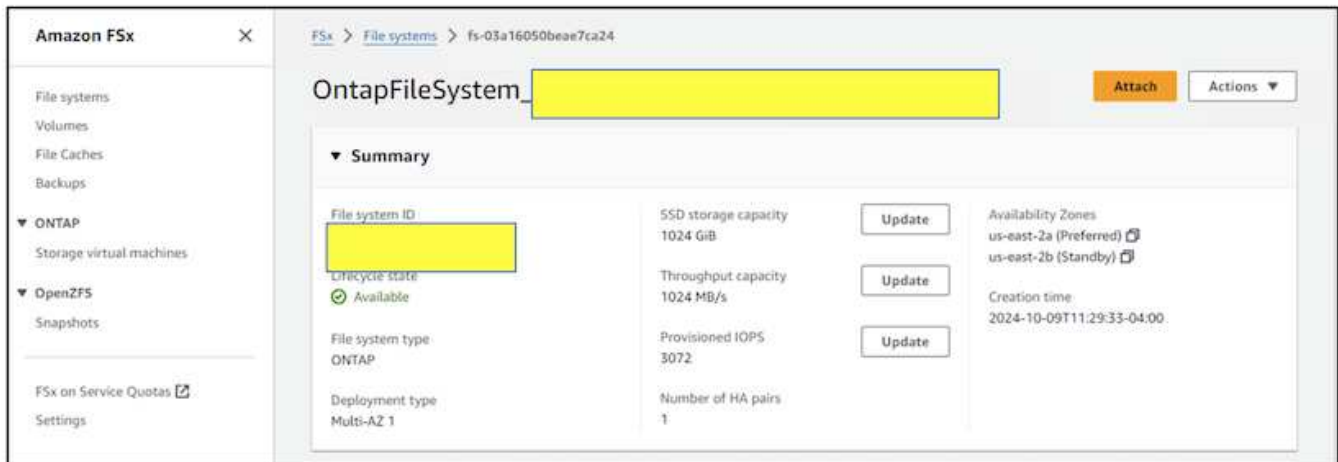 Amazon FSx
File systems
Volumes
File Caches
Backups
ONTAP
Storage virtual machines
OpenZFS
Snapshots
FSx on Service Quotas
Settings
FSx > File systems > fs-03a16050beae7ca24
OntapFileSystem_
Attach
Actions
Summary
File system ID
Lifecycle state
Available
File system type
ONTAP
Deployment type
Multi-AZ 1
SSD storage capacity
1024 GiB
Update
Throughput capacity
1024 MB/s
Update
Provisioned IOPS
3072
Update
Number of HA pairs
1
Availability Zones
us-east-2a (Preferred)
us-east-2b (Standby)
Creation time
2024-10-09T11:29:33-04:00